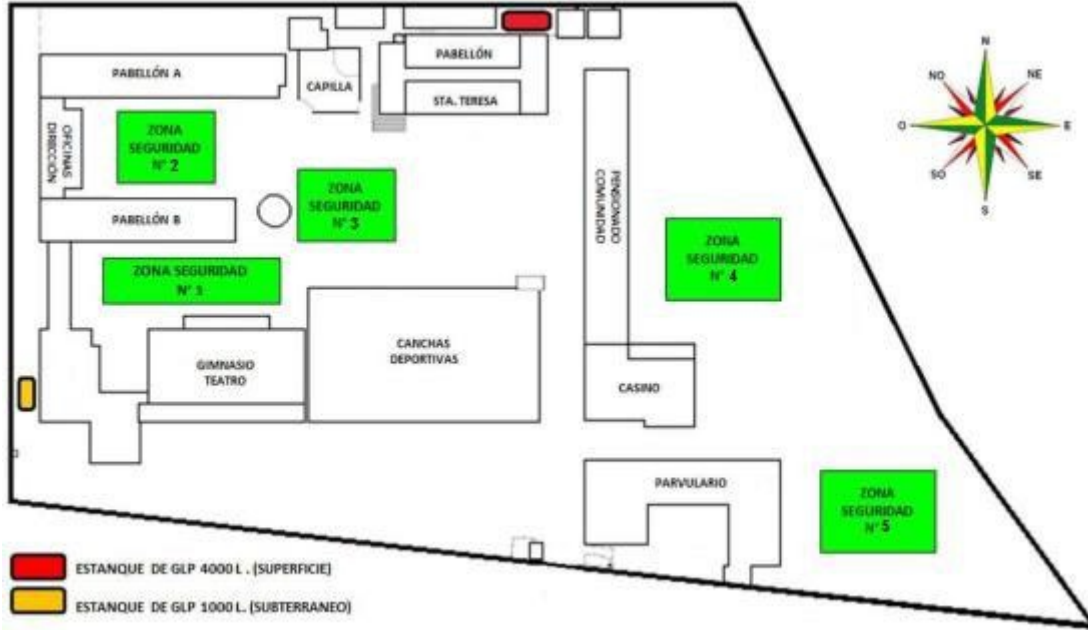 PABELLÓN A
CAPILLA
PABELLÓN
STA. TERESA
OFICINAS
DIRECCIÓN
ZONA
SEGURIDAD
N° 2
ZONA
SEGURIDAD
N° 3
PABELLÓN B
ZONA SEGURIDAD
N°
PENSIONADO
COMUNIDAD
ZONA
SEGURIDAD
N° 4
GIMNASIO
TEATRO
CANCHAS
DEPORTIVAS
CASINO
PARVULARIO
ZONA
SEGURIDAD
N° 5
N
NO
NE
O
E
SO
SE
S
ESTANQUE DE GLP 4000 L . (SUPERFICIE)
ESTANQUE DE GLP 1000 L. (SUBTERRANEO)